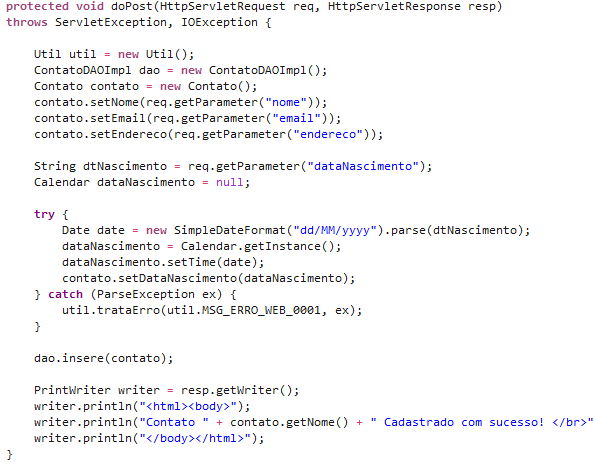 protected void doPost(HttpServletRequest req, HttpServletResponse resp)
throws ServletException, IOException {
Util util = new Util();
ContatoDAOImpl dao = new ContatoDAOImpl();
Contato contato = new Contato();
contato.setNome(req.getParameter("nome"));
contato.setEmail(req.getParameter("email"));
contato.setEndereco(req.getParameter("endereco"));
String dtNascimento = req.getParameter("dataNascimento");
Calendar dataNascimento = null;
try {
Date date = new SimpleDateFormat("dd/MM/yyyy").parse(dtNascimento);
dataNascimento = Calendar.getInstance();
dataNascimento.setTime(date);
contato.setDataNascimento(dataNascimento);
} catch (ParseException ex) {
util.trataErro(util.MSG_ERRO_WEB_0001, ex);
}
dao.insere(contato);
PrintWriter writer = resp.getWriter();
writer.println("<html><body>");
writer.println("Contato " + contato.getNome() + " Cadastrado com sucesso! </br>"
writer.println("</body></html>");
}